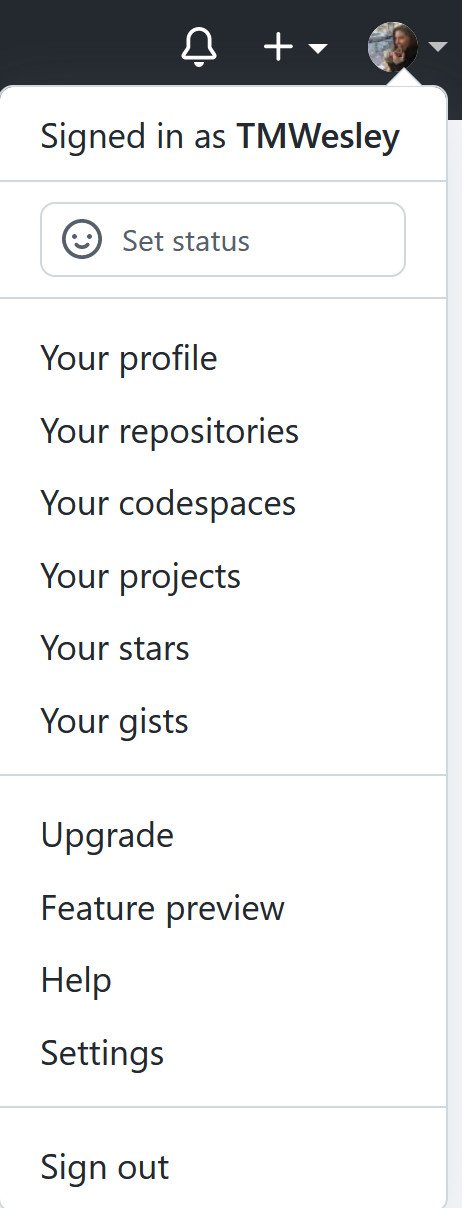 Signed in as TMWesley
Set status
Your profile
Your repositories
Your codespaces
Your projects
Your stars
Your gists
Upgrade
Feature preview
Help
Settings
Sign out